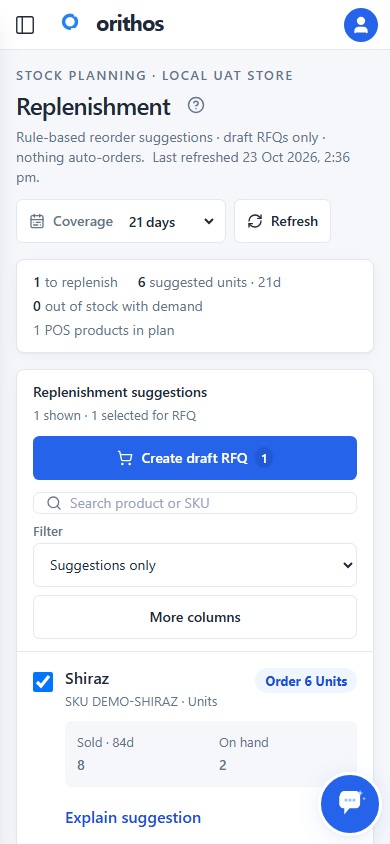 orithos
STOCK PLANNING · LOCAL UAT STORE
Replenishment
Rule-based reorder suggestions · draft RFQs only ·
nothing auto-orders. Last refreshed 23 Oct 2026, 2:36
pm.
Coverage 21 days Refresh
1 to replenish 6 suggested units · 21d
0 out of stock with demand
1 POS products in plan
Replenishment suggestions
1 shown · 1 selected for RFQ
Create draft RFQ 1
Search product or SKU
Filter
Suggestions only
More columns
Shiraz Order 6 Units
SKU DEMO-SHIRAZ · Units
Sold · 84d On hand
8 2
Explain suggestion